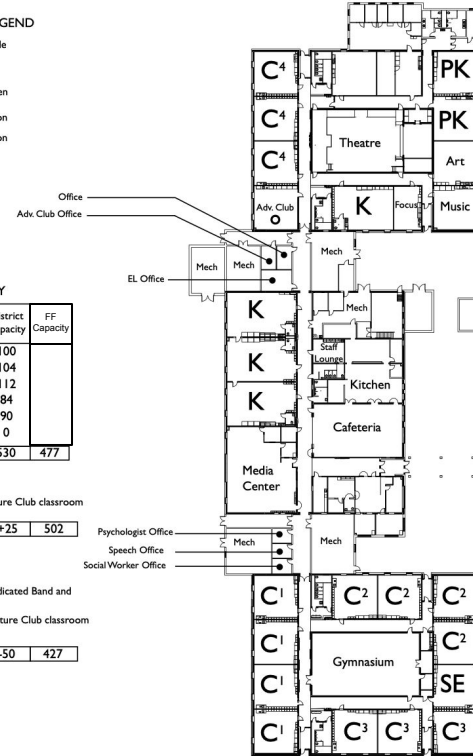 GEND
le
en
on
on
C4
PK
C4
PK
Theatre
C4
Art
Adv. Club
K
Focus
Music
Office
Adv. Club Office
Mech
Mech
Mech
EL Office
K
Mech
K
Staff
Lounge
Kitchen
K
Cafeteria
Media
Center
Y
istrict
pacity
FF
Capacity
100
104
112
84
90
0
530 477
ure Club classroom
+25 502
Psychologist Office
Speech Office
Social Worker Office
Mech
Mech
dicated Band and
ture Club classroom
-50 427
C1
C2
C2
C2
C1
C2
Gymnasium
C1
SE
C1
C3
C3
C3